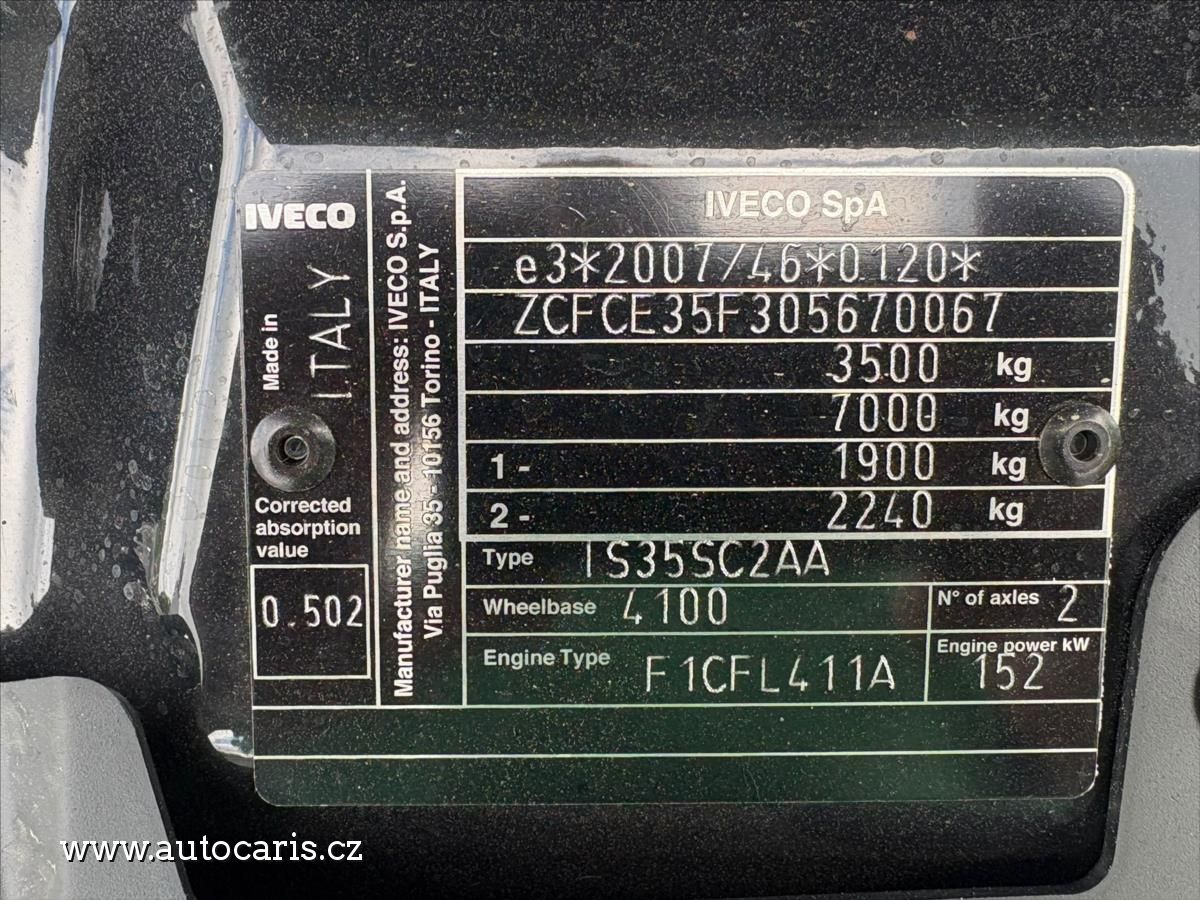 IVECO
Made in
ITALY
Corrected
absorption
value
0.502
Manufacturer name and address: IVECO S.p.A.
Via Puglia 35 - 10156 Torino - ITALY
IVECO SpA
e3*2007/46*0120*
ZCFCE35F305670067
3500 kg
7000 kg
1 - 1900 kg
2 - 2240 kg
Type IS35SC2AA
Wheelbase 4100
N° of axles 2
Engine Type F1CFL411A
Engine power kW
152
www.autocaris.cz